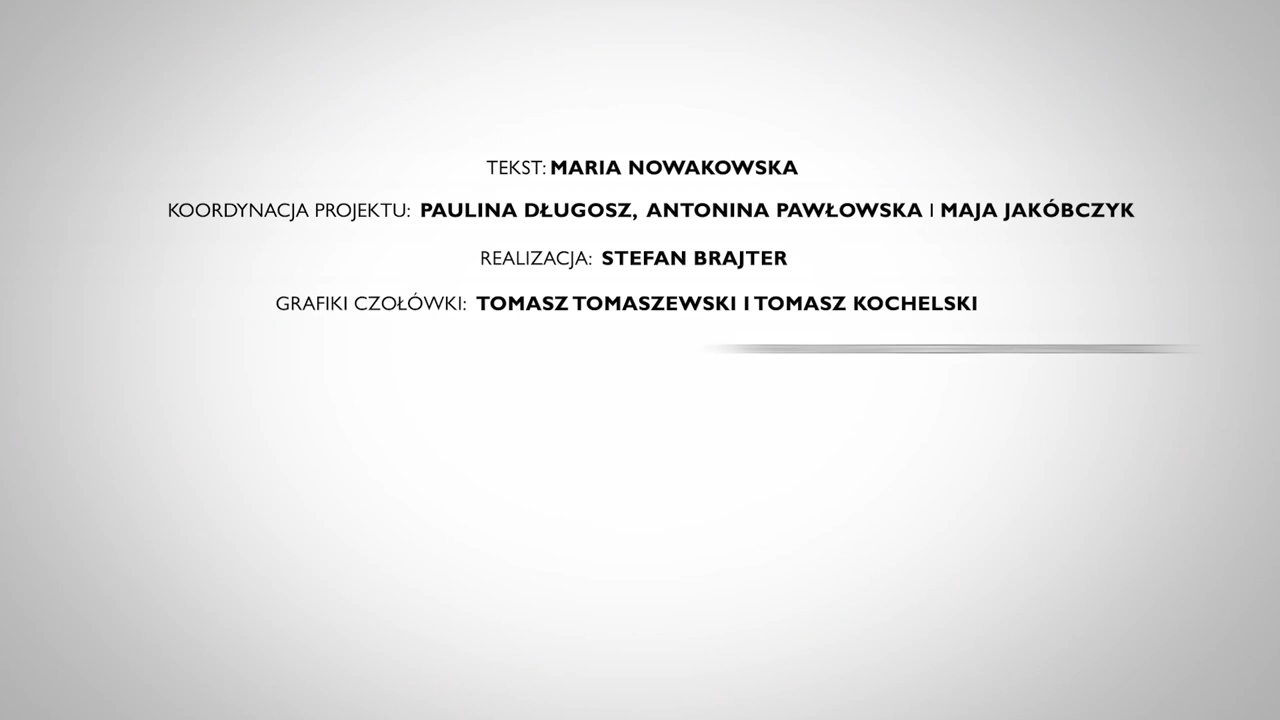 TEKST: MARIA NOWAKOWSKA
KOORDYNACJA PROJEKTU: PAULINA DŁUGOSZ, ANTONINA PAWŁOWSKA I MAJA JAKÓBCZYK
REALIZACJA: STEFAN BRAJTER
GRAFIKI CZOŁÓWKI: TOMASZ TOMASZEWSKI I TOMASZ KOCHELSKI